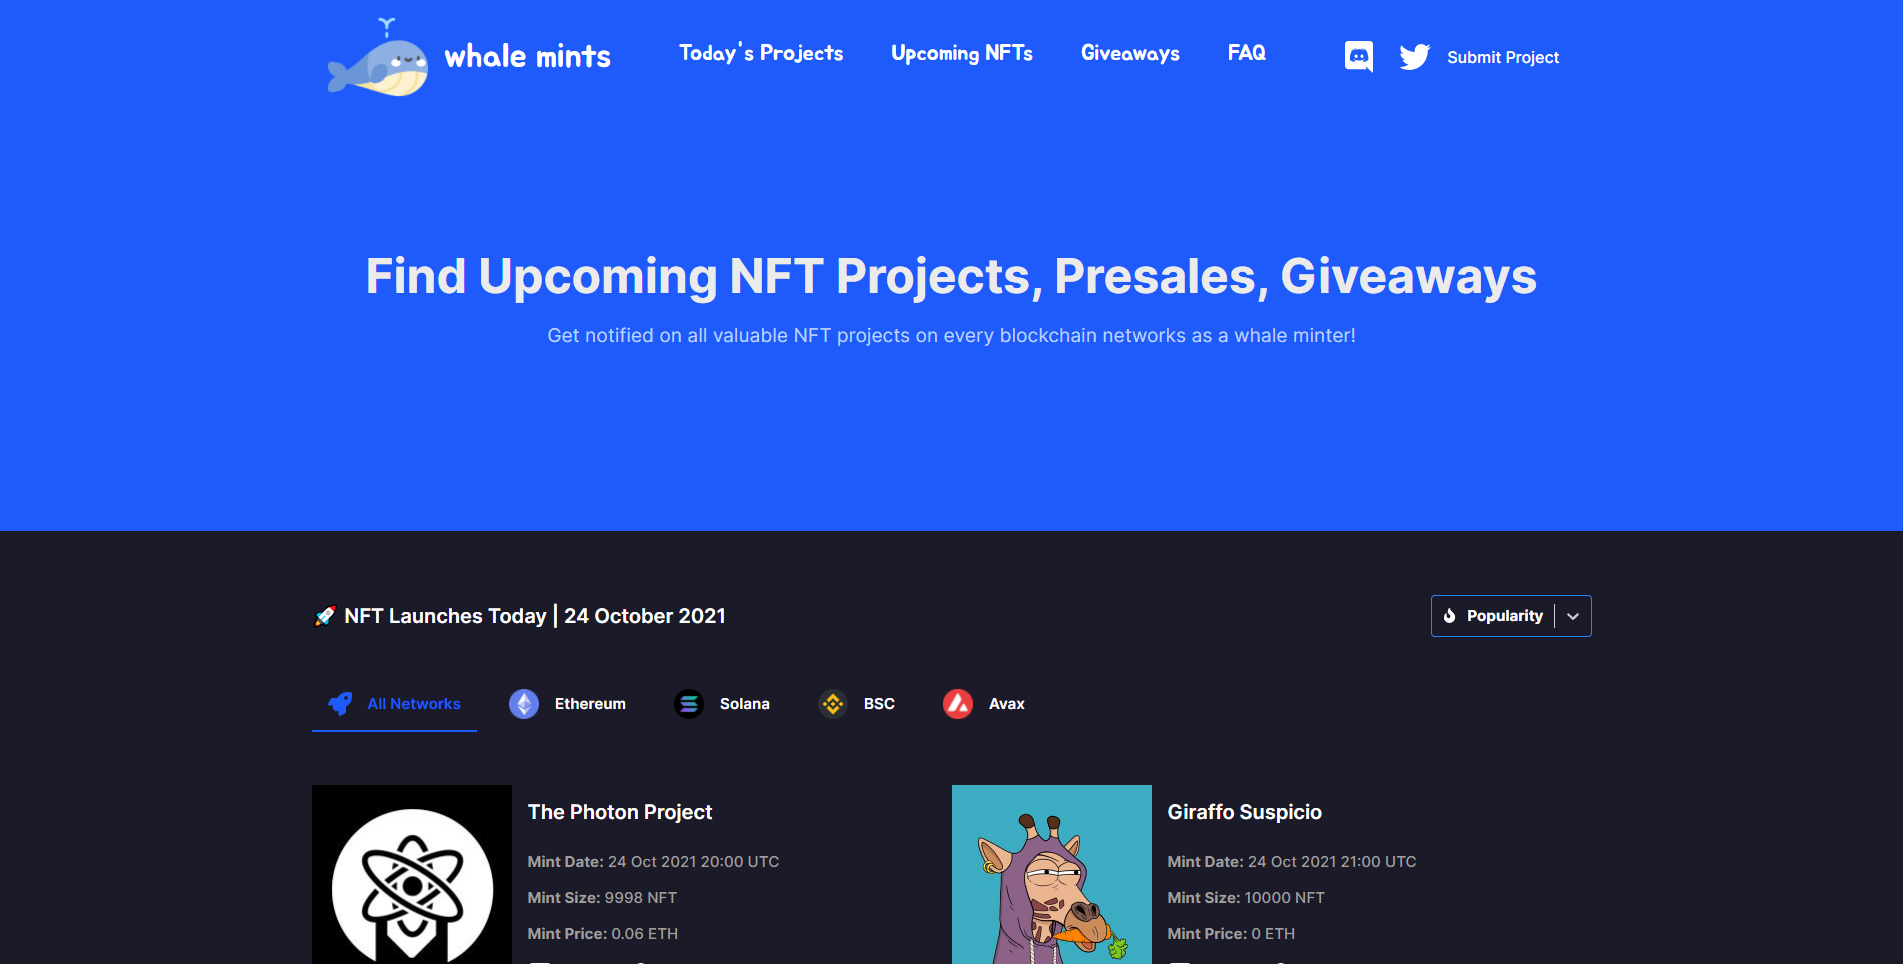 whale mints
Today's Projects
Upcoming NFTs
Giveaways
FAQ
Submit Project
Find Upcoming NFT Projects, Presales, Giveaways
Get notified on all valuable NFT projects on every blockchain networks as a whale minter!
NFT Launches Today | 24 October 2021
Popularity
All Networks
Ethereum
Solana
BSC
Avax
The Photon Project
Mint Date: 24 Oct 2021 20:00 UTC
Mint Size: 9998 NFT
Mint Price: 0.06 ETH
Giraffo Suspicio
Mint Date: 24 Oct 2021 21:00 UTC
Mint Size: 10000 NFT
Mint Price: 0 ETH